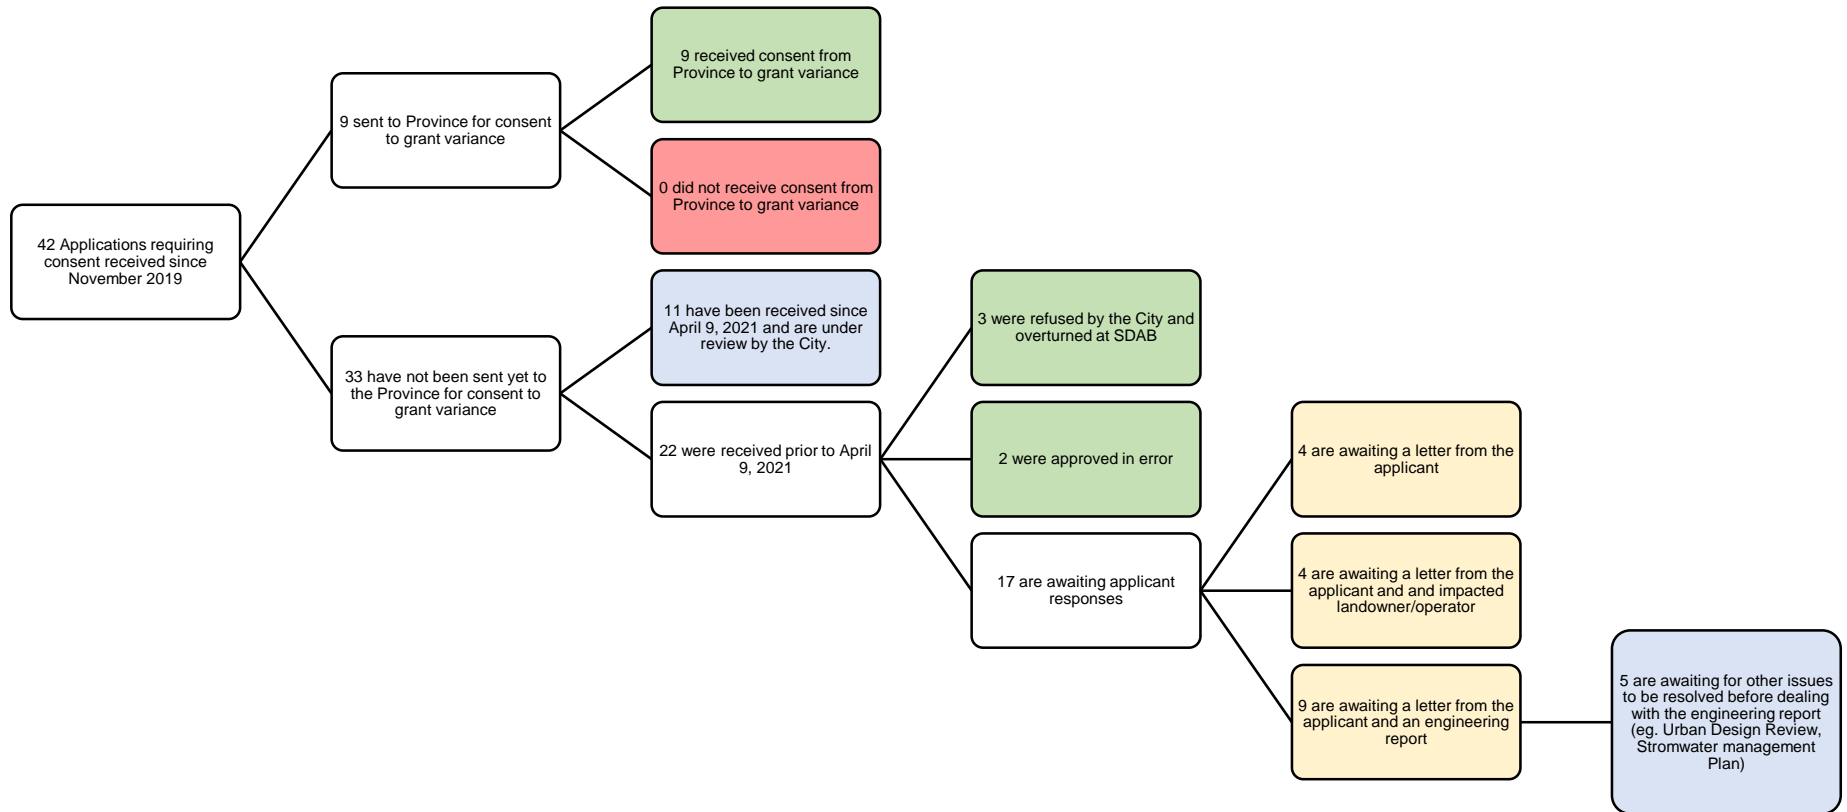 42 Applications requiring
consent received since
November 2019
9 sent to Province for consent
to grant variance
9 received consent from
Province to grant variance
0 did not receive consent from
Province to grant variance
33 have not been sent yet to
the Province for consent to
grant variance
11 have been received since
April 9, 2021 and are under
review by the City.
22 were received prior to April
9, 2021
3 were refused by the City and
overturned at SDAB
2 were approved in error
17 are awaiting applicant
responses
4 are awaiting a letter from the
applicant
4 are awaiting a letter from the
applicant and and impacted
landowner/operator
9 are awaiting a letter from the
applicant and an engineering
report
5 are awaiting for other issues
to be resolved before dealing
with the engineering report
(eg. Urban Design Review,
Stromwater management
Plan)